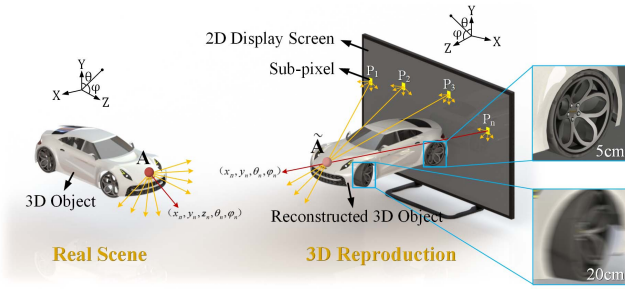 Y
θ
φ
X
Z
A
3D Object
(xₙ, yₙ, zₙ, θₙ, φₙ)
Real Scene
Y
θ
φ
X
Z
2D Display Screen
Sub-pixel
P₁
P₂
P₃
Pₙ
Ã
(xₙ, yₙ, θₙ, φₙ)
Reconstructed 3D Object
3D Reproduction
5cm
20cm